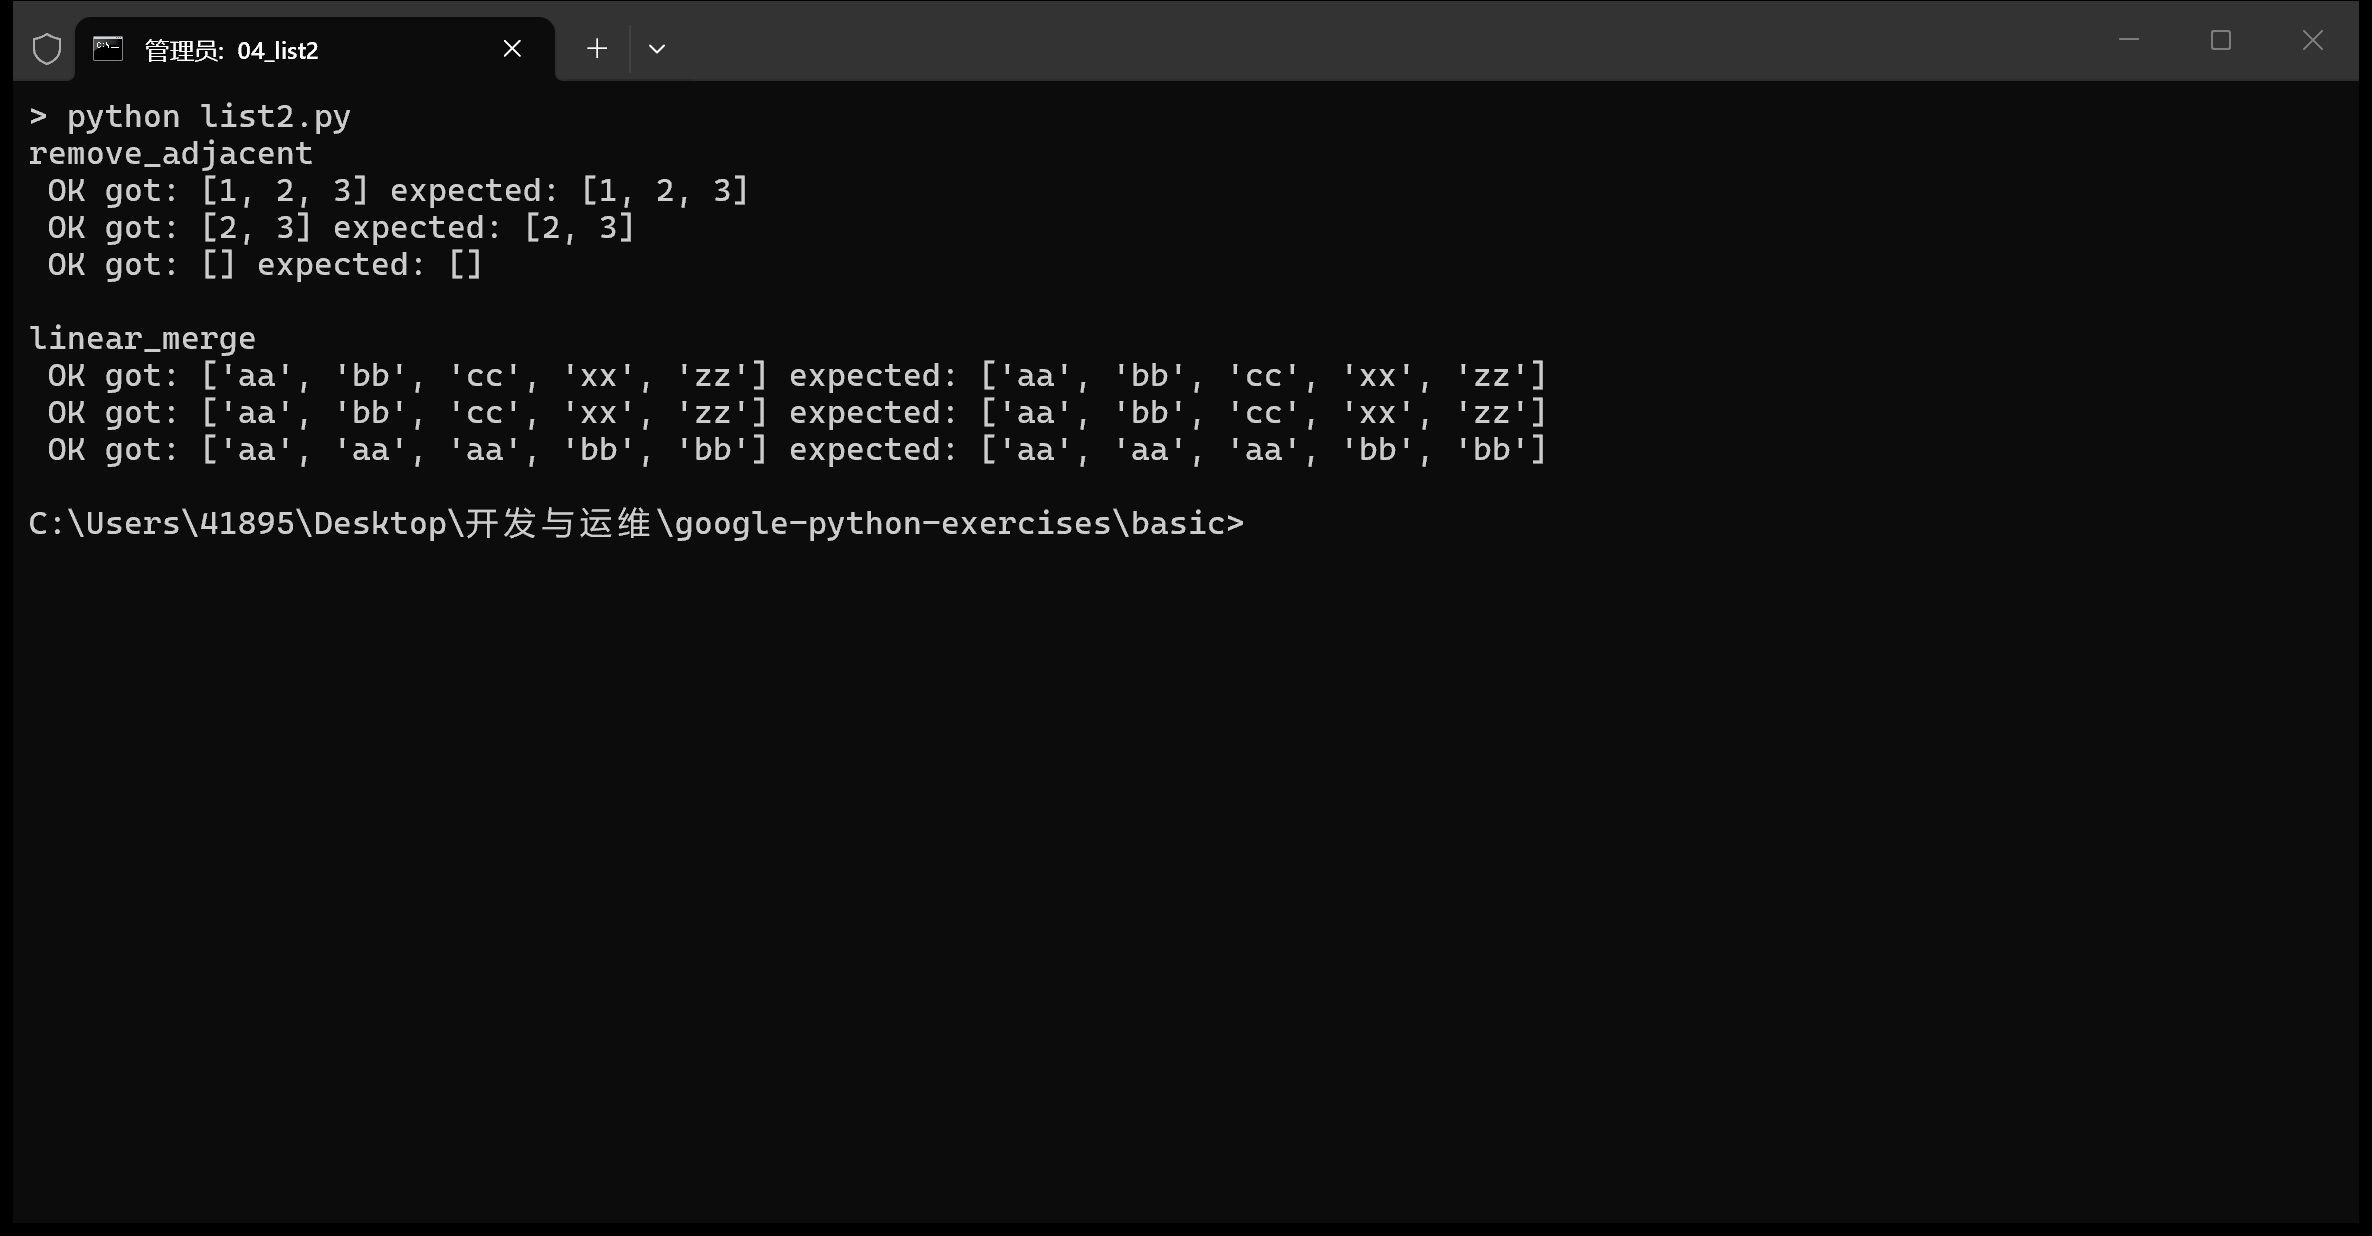 管理员: 04_list2
> python list2.py
remove_adjacent
 OK got: [1, 2, 3] expected: [1, 2, 3]
 OK got: [2, 3] expected: [2, 3]
 OK got: [] expected: []

linear_merge
 OK got: ['aa', 'bb', 'cc', 'xx', 'zz'] expected: ['aa', 'bb', 'cc', 'xx', 'zz']
 OK got: ['aa', 'bb', 'cc', 'xx', 'zz'] expected: ['aa', 'bb', 'cc', 'xx', 'zz']
 OK got: ['aa', 'aa', 'aa', 'bb', 'bb'] expected: ['aa', 'aa', 'aa', 'bb', 'bb']

C:\Users\41895\Desktop\开发与运维\google-python-exercises\basic>